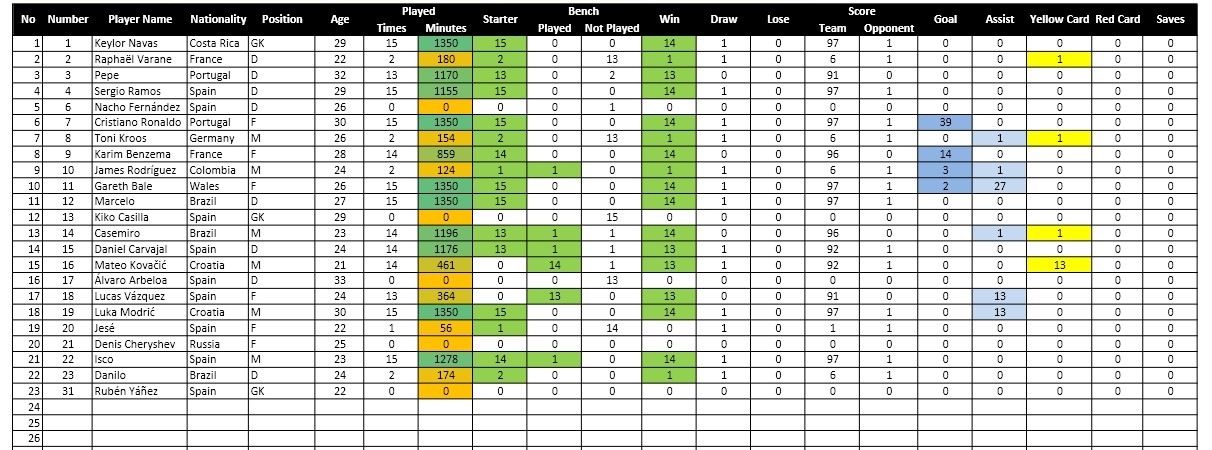 No Number Player Name Nationality Position Age Played Starter Bench Win Draw Lose Score Goal Assist Yellow Card Red Card Saves
Times Minutes Played Not Played Team Opponent
1 1 Keylor Navas Costa Rica GK 29 15 1350 15 0 0 14 1 0 97 1 0 0 0 0 0
2 2 Raphaël Varane France D 22 2 180 2 0 13 1 1 0 6 1 0 0 1 0 0
3 3 Pepe Portugal D 32 13 1170 13 0 2 13 0 0 91 0 0 0 0 0 0
4 4 Sergio Ramos Spain D 29 15 1155 15 0 0 14 1 0 97 1 0 0 0 0 0
5 6 Nacho Fernández Spain D 26 0 0 0 0 1 0 0 0 0 0 0 0 0 0 0
6 7 Cristiano Ronaldo Portugal F 30 15 1350 15 0 0 14 1 0 97 1 39 0 0 0 0
7 8 Toni Kroos Germany M 26 2 154 2 0 13 1 1 0 6 1 0 1 1 0 0
8 9 Karim Benzema France F 28 14 859 14 0 0 14 0 0 96 0 14 0 0 0 0
9 10 James Rodríguez Colombia M 24 2 124 1 1 0 1 1 0 6 1 3 1 0 0 0
10 11 Gareth Bale Wales F 26 15 1350 15 0 0 14 1 0 97 1 2 27 0 0 0
11 12 Marcelo Brazil D 27 15 1350 15 0 0 14 1 0 97 1 0 0 0 0 0
12 13 Kiko Casilla Spain GK 29 0 0 0 0 15 0 0 0 0 0 0 0 0 0 0
13 14 Casemiro Brazil M 23 14 1196 13 1 1 14 0 0 96 0 0 1 1 0 0
14 15 Daniel Carvajal Spain D 24 14 1176 13 1 1 13 1 0 92 1 0 0 0 0 0
15 16 Mateo Kovačić Croatia M 21 14 461 0 14 1 13 1 0 92 1 0 0 13 0 0
16 17 Álvaro Arbeloa Spain D 33 0 0 0 0 13 0 0 0 0 0 0 0 0 0 0
17 18 Lucas Vázquez Spain F 24 13 364 0 13 0 13 0 0 91 0 0 13 0 0 0
18 19 Luka Modrić Croatia M 30 15 1350 15 0 0 14 1 0 97 1 0 13 0 0 0
19 20 Jesé Spain F 22 1 56 1 0 14 0 1 0 1 1 0 0 0 0 0
20 21 Denis Cheryshev Russia F 25 0 0 0 0 0 0 0 0 0 0 0 0 0 0 0
21 22 Isco Spain M 23 15 1278 14 1 0 14 1 0 97 1 0 0 0 0 0
22 23 Danilo Brazil D 24 2 174 2 0 0 1 1 0 6 1 0 0 0 0 0
23 31 Rubén Yáñez Spain GK 22 0 0 0 0 0 0 0 0 0 0 0 0 0 0 0
24
25
26